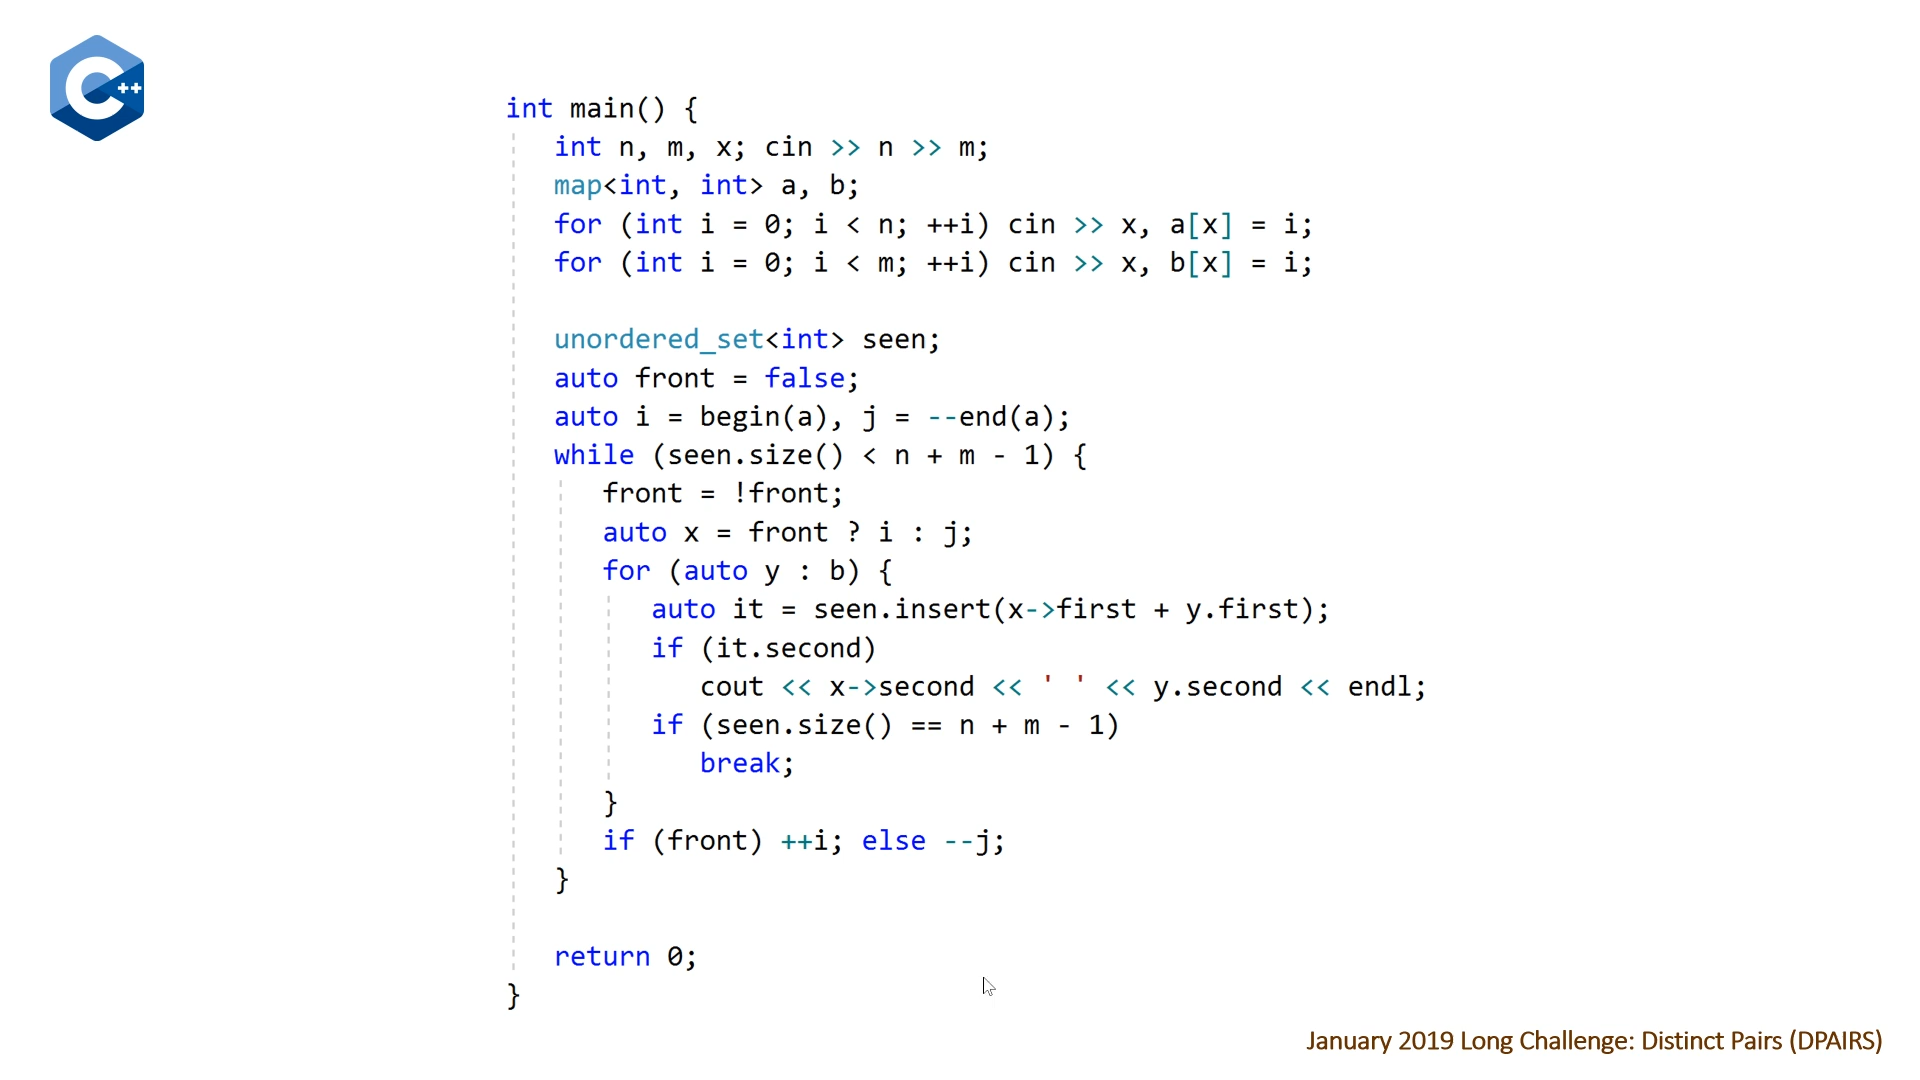 C++
int main() {
   int n, m, x; cin >> n >> m;
   map<int, int> a, b;
   for (int i = 0; i < n; ++i) cin >> x, a[x] = i;
   for (int i = 0; i < m; ++i) cin >> x, b[x] = i;

   unordered_set<int> seen;
   auto front = false;
   auto i = begin(a), j = --end(a);
   while (seen.size() < n + m - 1) {
      front = !front;
      auto x = front ? i : j;
      for (auto y : b) {
         auto it = seen.insert(x->first + y.first);
         if (it.second)
            cout << x->second << ' ' << y.second << endl;
         if (seen.size() == n + m - 1)
            break;
      }
      if (front) ++i; else --j;
   }

   return 0;
}
January 2019 Long Challenge: Distinct Pairs (DPAIRS)